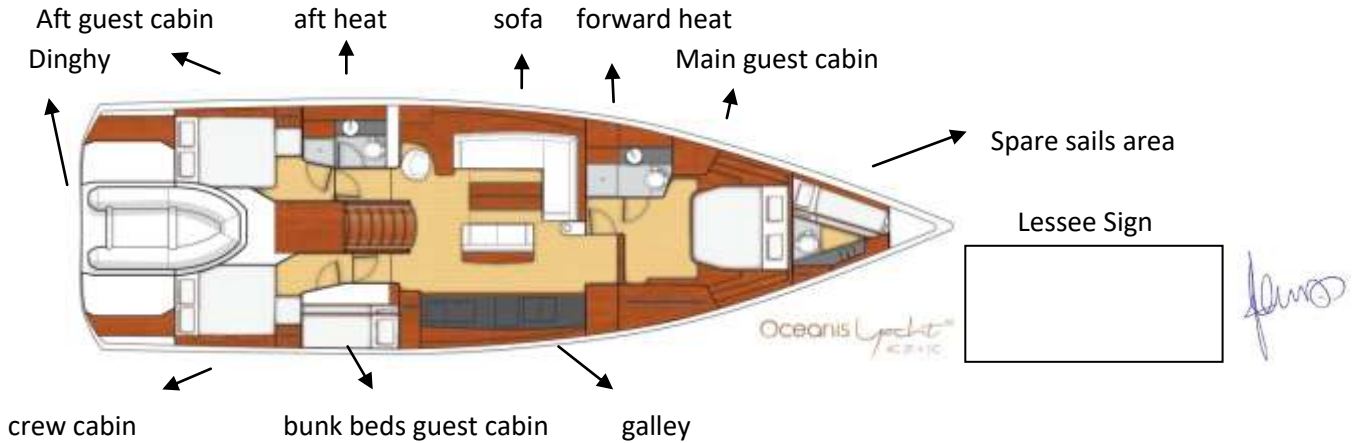 Aft guest cabin aft heat sofa forward heat
Dinghy Main guest cabin
Spare sails area
Lessee Sign
Oceanis Yacht
crew cabin bunk beds guest cabin galley